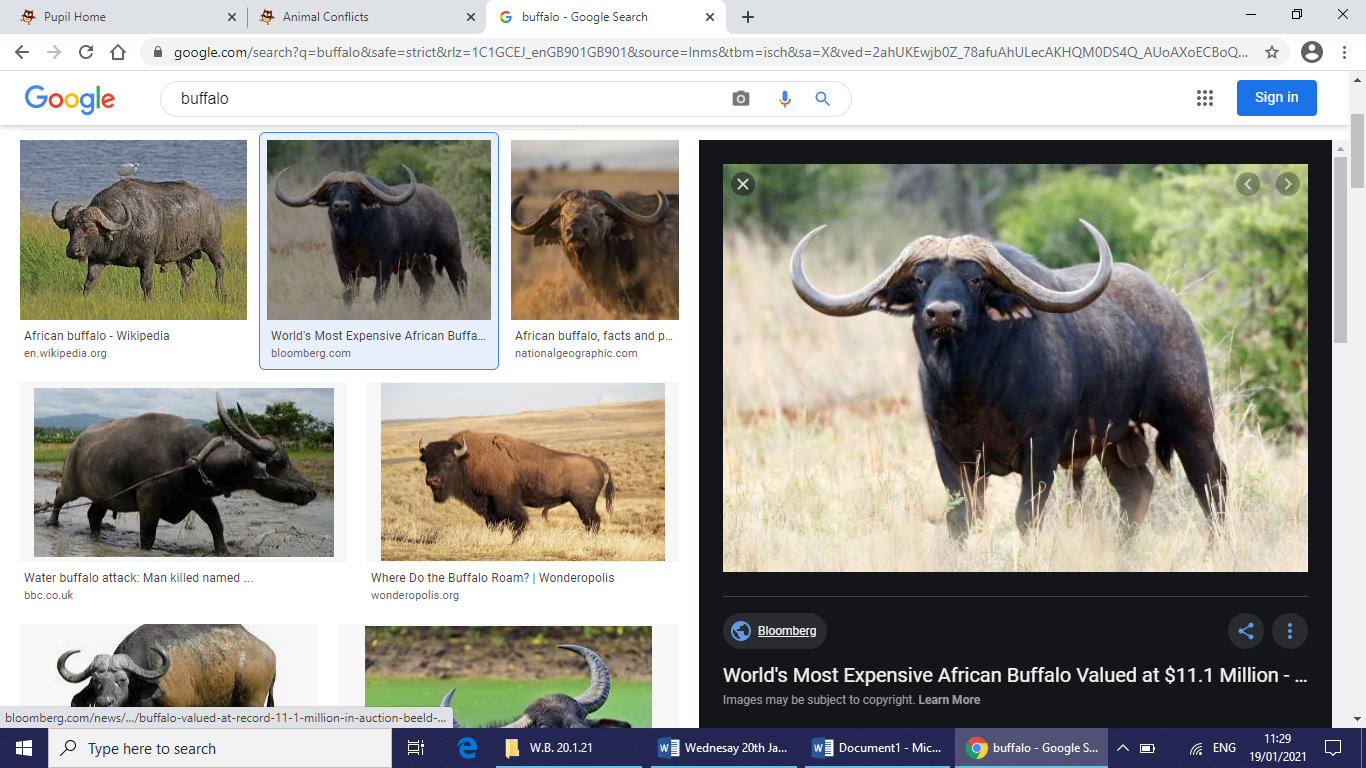 Pupil Home
Animal Conflicts
buffalo - Google Search
google.com/search?q=buffalo&safe=strict&rlz=1C1GCEJ_enGB901GB901&source=lnms&tbm=isch&sa=X&ved=2ahUKEwjb0Z_78afuAhULecAKHQM0DS4Q_AUoAXoECBoQ...
Google
buffalo
Sign in
African buffalo - Wikipedia
en.wikipedia.org
World's Most Expensive African Buffa...
bloomberg.com
African buffalo, facts and p...
nationalgeographic.com
Water buffalo attack: Man killed named ...
bbc.co.uk
Where Do the Buffalo Roam? | Wonderopolis
wonderopolis.org
Bloomberg
World's Most Expensive African Buffalo Valued at $11.1 Million - ...
Images may be subject to copyright. Learn More
bloomberg.com/news/.../buffalo-valued-at-record-11-1-million-in-auction-beeld-...
Type here to search
W.B. 20.1.21
Wednesay 20th Ja...
Document1 - Mic...
buffalo - Google S...
ENG
11:29
19/01/2021